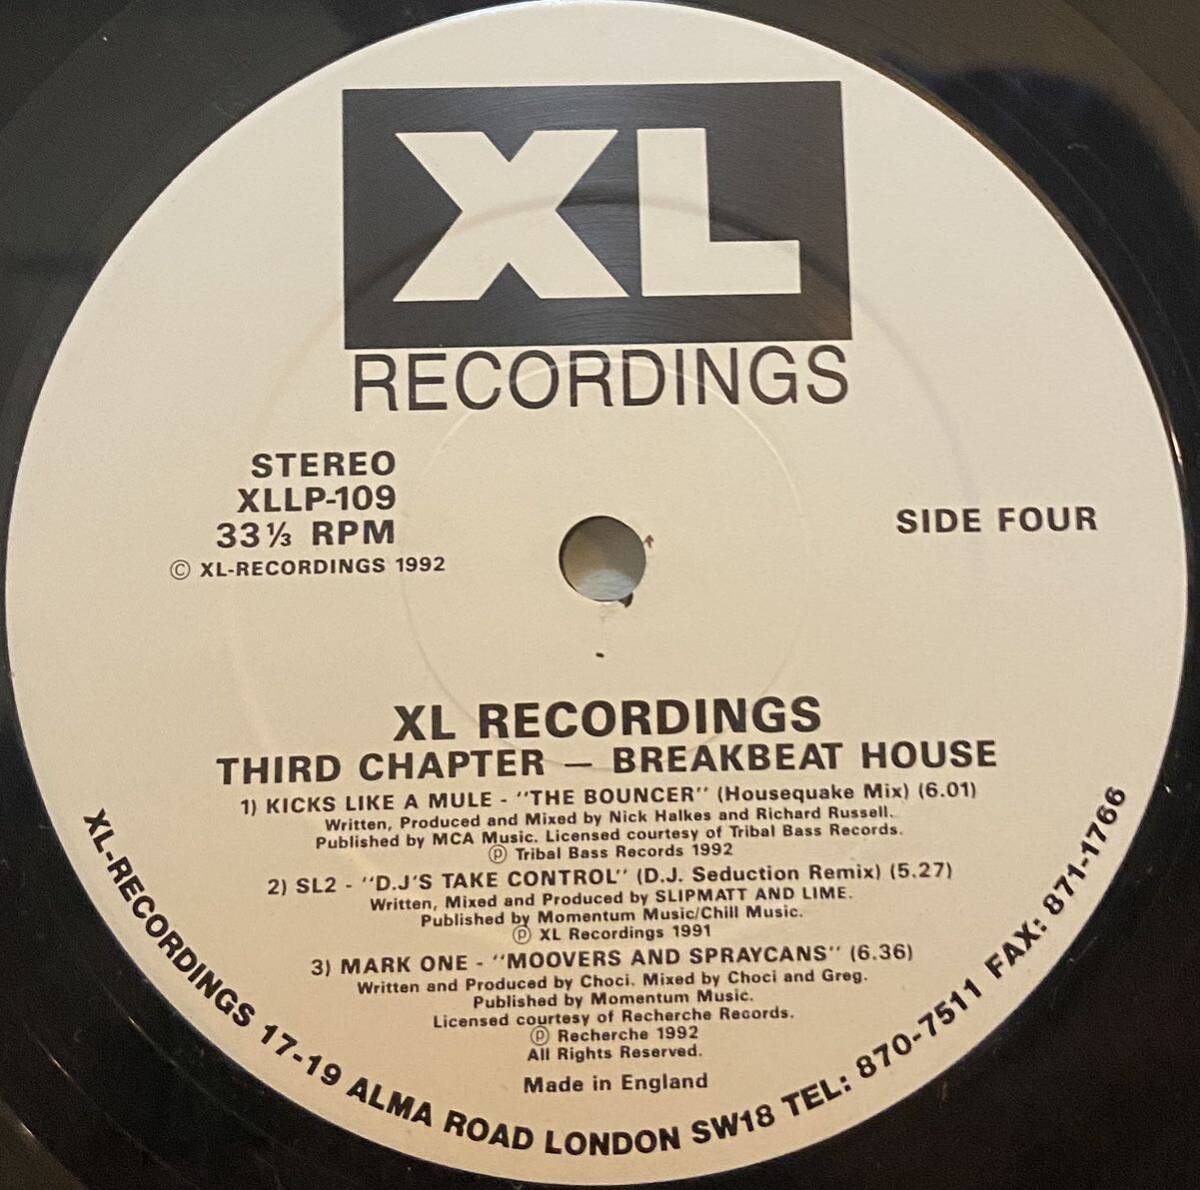 XL
RECORDINGS
STEREO
XLLP-109
33 ⅓ RPM
© XL-RECORDINGS 1992
SIDE FOUR
XL RECORDINGS
THIRD CHAPTER — BREAKBEAT HOUSE
1) KICKS LIKE A MULE - "THE BOUNCER" (Housequake Mix) (6.01)
Written, Produced and Mixed by Nick Halkes and Richard Russell.
Published by MCA Music. Licensed courtesy of Tribal Bass Records.
Ⓟ Tribal Bass Records 1992
2) SL2 - "D.J'S TAKE CONTROL" (D.J. Seduction Remix) (5.27)
Written, Mixed and Produced by SLIPMATT AND LIME.
Published by Momentum Music/Chill Music.
Ⓟ XL Recordings 1991
3) MARK ONE - "MOOVERS AND SPRAYCANS" (6.36)
Written and Produced by Choci. Mixed by Choci and Greg.
Published by Momentum Music.
Licensed courtesy of Recherche Records.
Ⓟ Recherche 1992
All Rights Reserved.
Made in England
XL-RECORDINGS 17-19 ALMA ROAD LONDON SW18 TEL: 870-7511 FAX: 871-1766